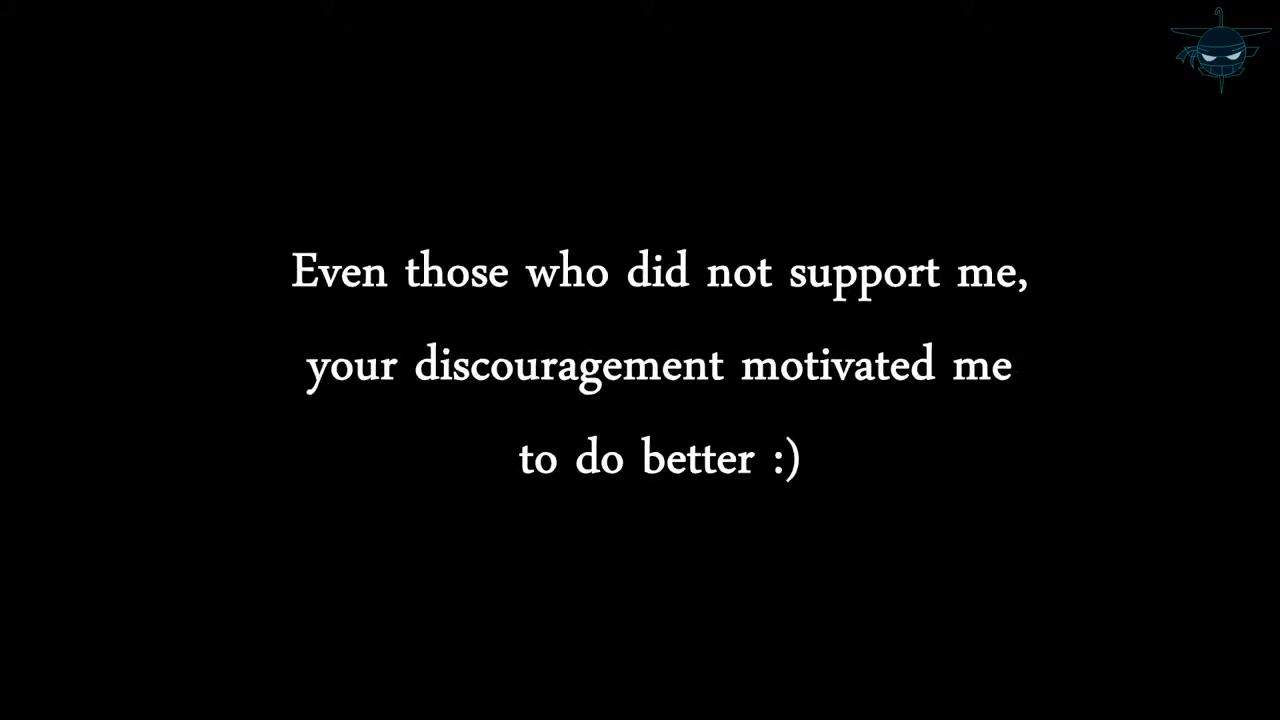 Even those who did not support me,
your discouragement motivated me
to do better :)